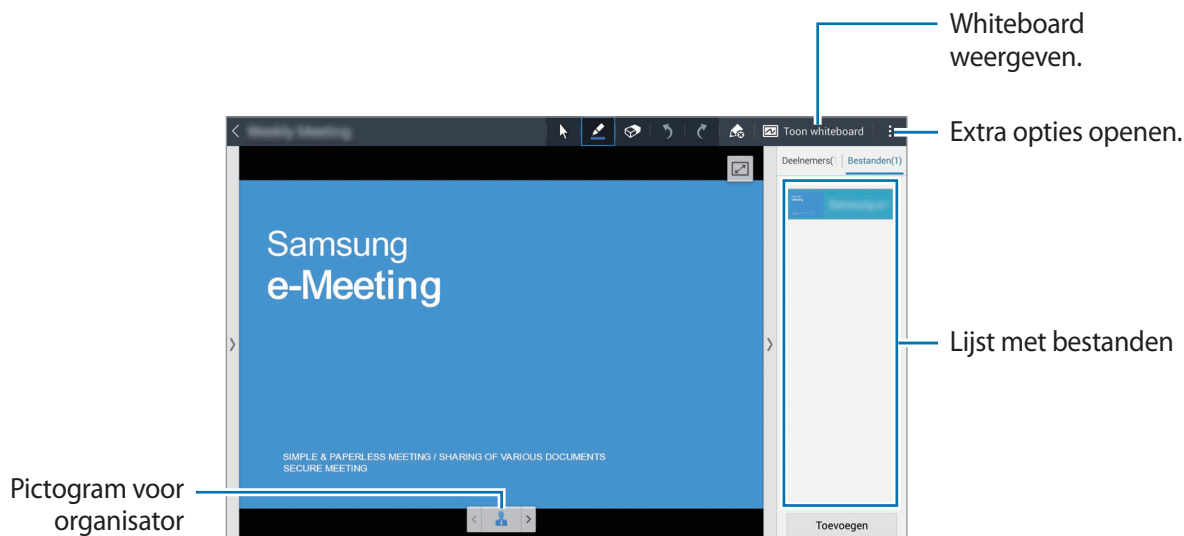 Whiteboard
weergeven.
Toon whiteboard
Extra opties openen.
Deelnemers(
Bestanden(1)
Samsung
e-Meeting
Lijst met bestanden
SIMPLE & PAPERLESS MEETING / SHARING OF VARIOUS DOCUMENTS
SECURE MEETING
Pictogram voor
organisator
Toevoegen